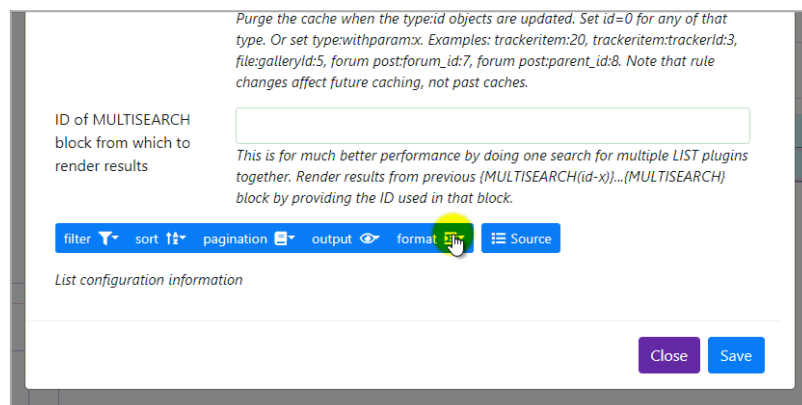 Purge the cache when the type:id objects are updated. Set id=0 for any of that
type. Or set type:withparam:x. Examples: trackeritem:20, trackeritem:trackerId:3,
file:galleryId:5, forum post:forum_id:7, forum post:parent_id:8. Note that rule
changes affect future caching, not past caches.
ID of MULTISEARCH
block from which to
render results
This is for much better performance by doing one search for multiple LIST plugins
together. Render results from previous {MULTISEARCH(id-x)}...{MULTISEARCH}
block by providing the ID used in that block.
filter sort pagination output format Source
List configuration information
Close Save